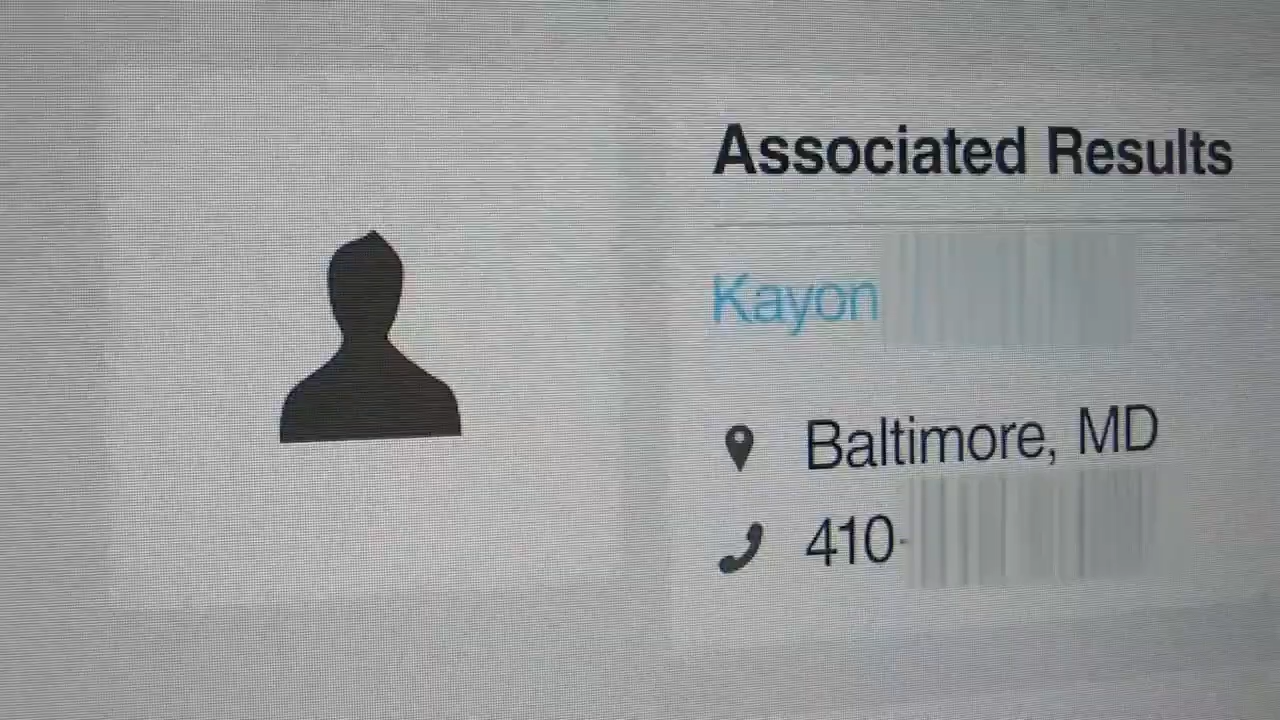 Associated Results
Kayon
Baltimore, MD
410-